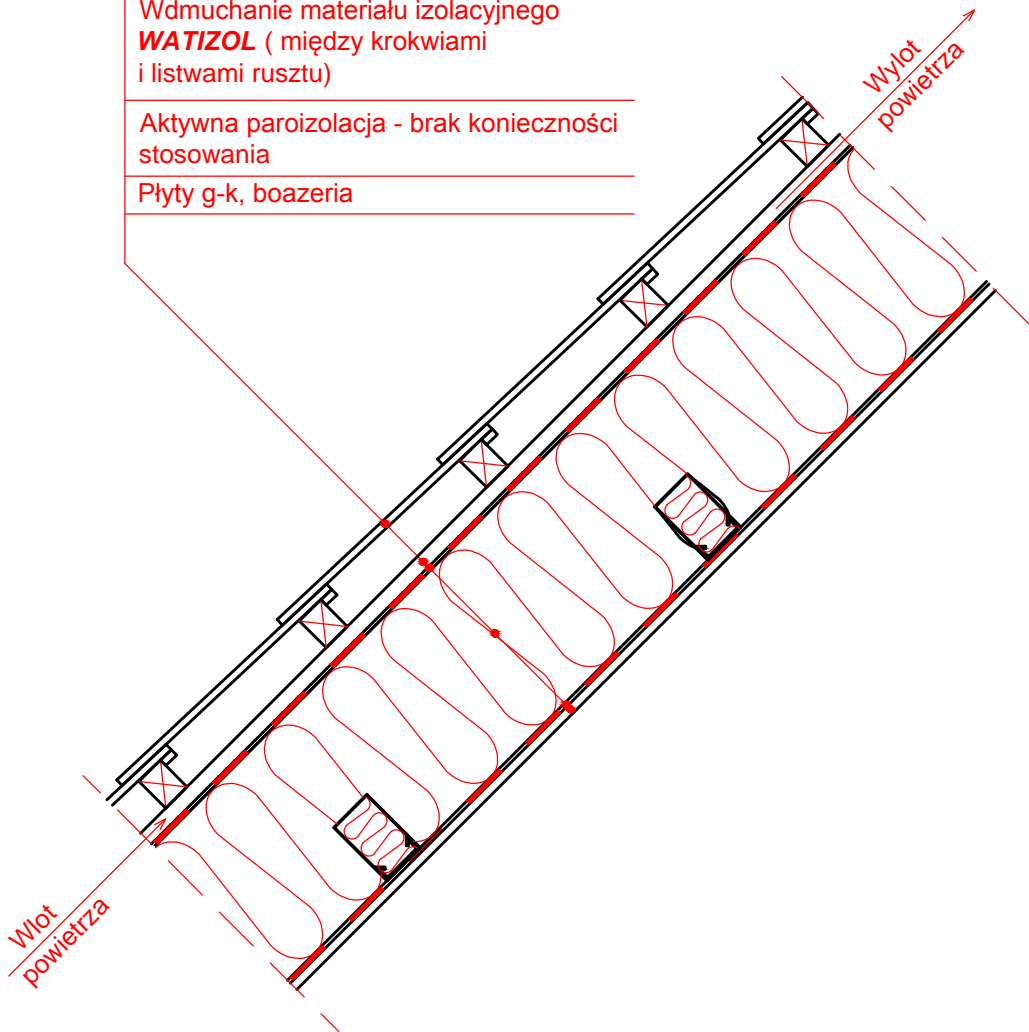 Wdmuchanie materiału izolacyjnego
WATIZOL ( między krokwiami
i listwami rusztu)
Aktywna paroizolacja - brak konieczności
stosowania
Płyty g-k, boazeria
Wylot
powietrza
Wlot
powietrza